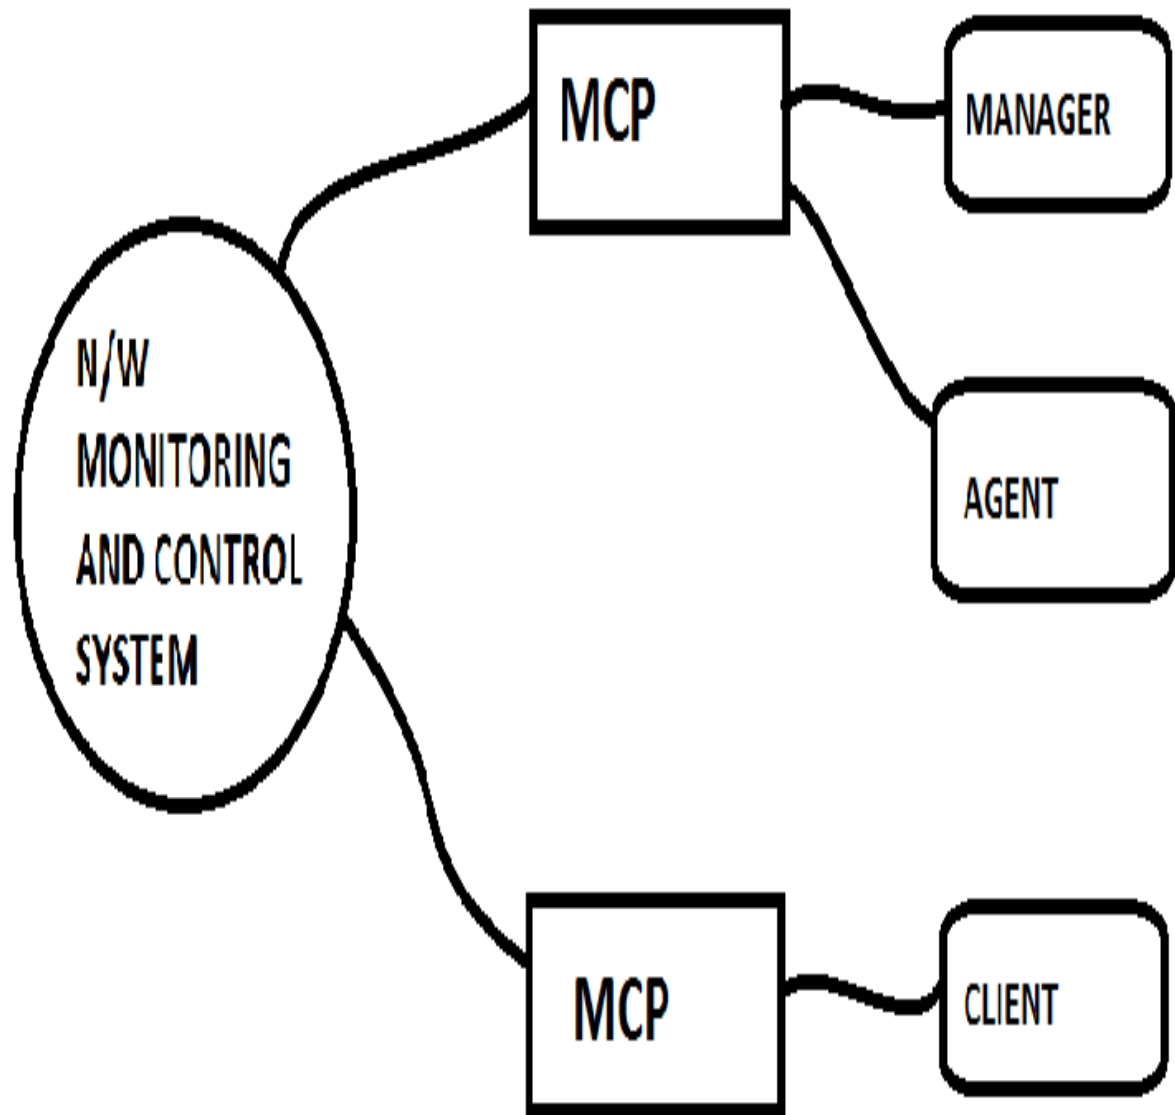 MCP
MANAGER
N/W
MONITORING
AND CONTROL
SYSTEM
AGENT
MCP
CLIENT